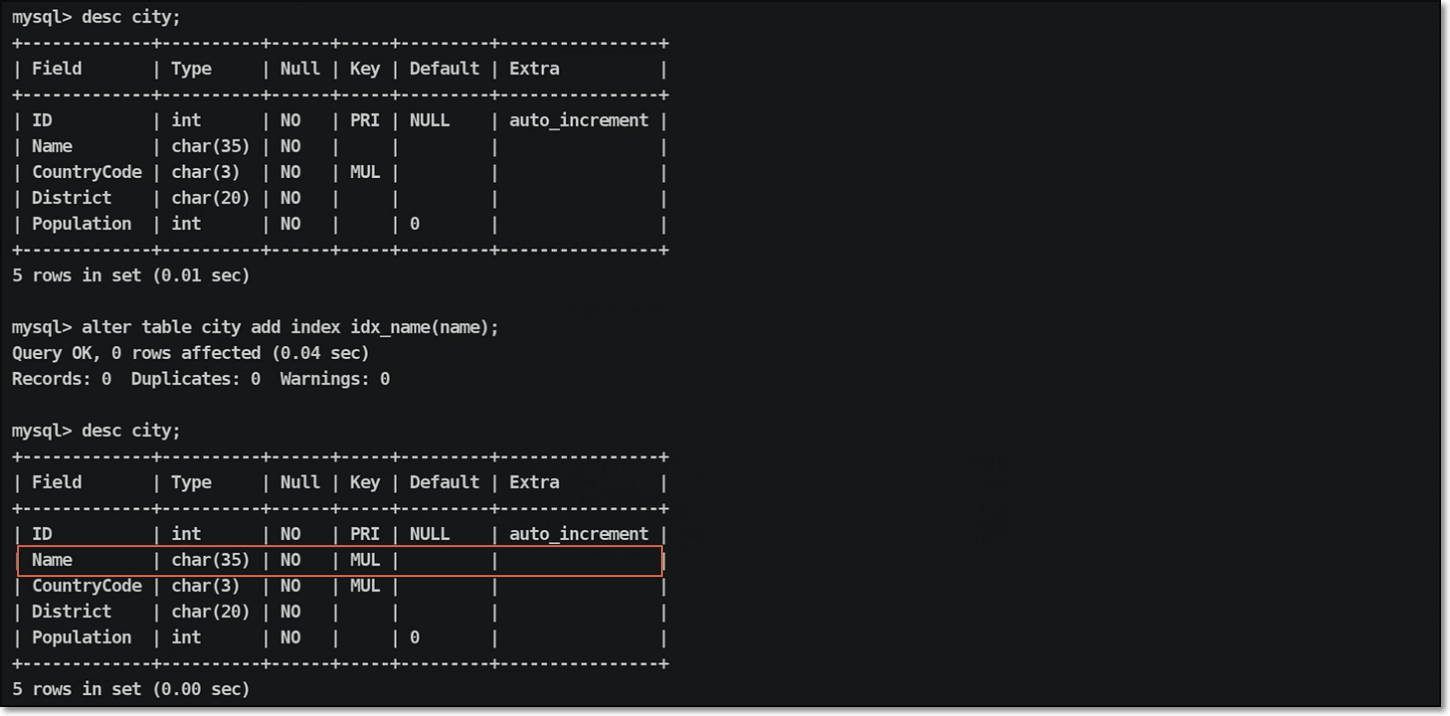 mysql> desc city;
+-------------+----------+------+-----+---------+----------------+
| Field       | Type     | Null | Key | Default | Extra          |
+-------------+----------+------+-----+---------+----------------+
| ID          | int      | NO   | PRI | NULL    | auto_increment |
| Name        | char(35) | NO   |     |         |                |
| CountryCode | char(3)  | NO   | MUL |         |                |
| District    | char(20) | NO   |     |         |                |
| Population  | int      | NO   |     | 0       |                |
+-------------+----------+------+-----+---------+----------------+
5 rows in set (0.01 sec)

mysql> alter table city add index idx_name(name);
Query OK, 0 rows affected (0.04 sec)
Records: 0  Duplicates: 0  Warnings: 0

mysql> desc city;
+-------------+----------+------+-----+---------+----------------+
| Field       | Type     | Null | Key | Default | Extra          |
+-------------+----------+------+-----+---------+----------------+
| ID          | int      | NO   | PRI | NULL    | auto_increment |
| Name        | char(35) | NO   | MUL |         |                |
| CountryCode | char(3)  | NO   | MUL |         |                |
| District    | char(20) | NO   |     |         |                |
| Population  | int      | NO   |     | 0       |                |
+-------------+----------+------+-----+---------+----------------+
5 rows in set (0.00 sec)